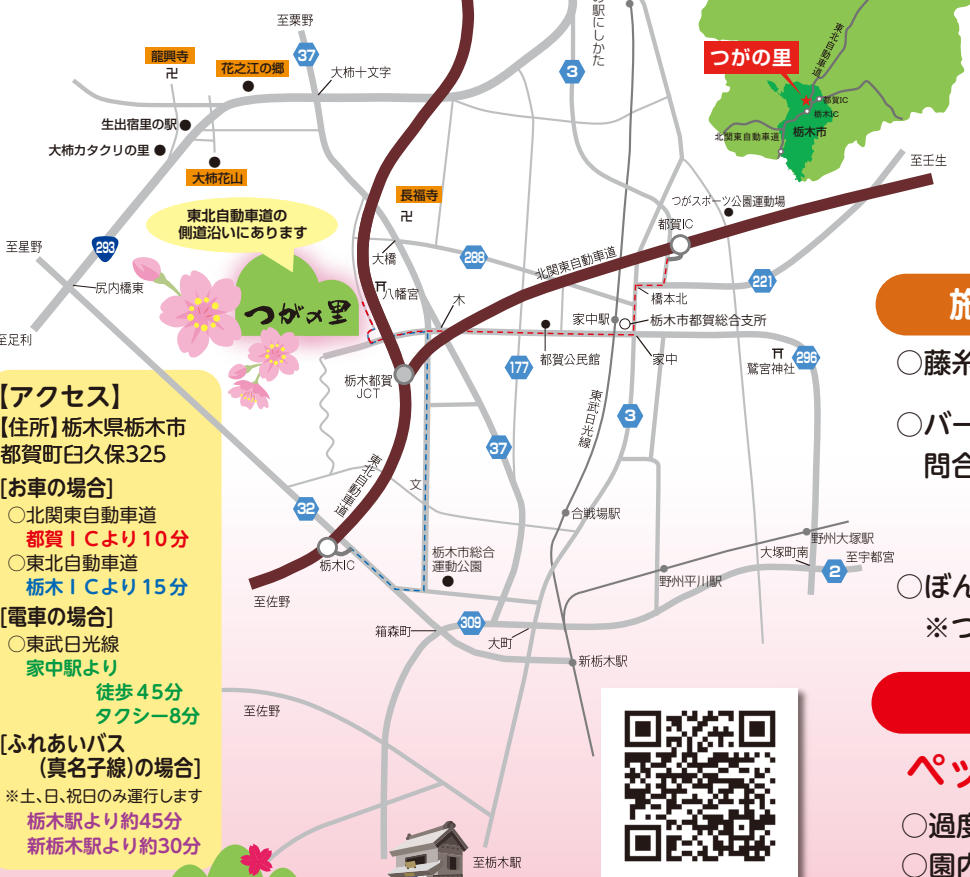 至粟野
37
龍興寺
卍
花之江の郷
大柿十文字
生出宿里の駅
大柿カタクリの里
大柿花山
長福寺
卍
東北自動車道の
側道沿いにあります
至星野
293
尻内橋東
至足利
つがの里
大橋
八幡宮
木
288
3
の駅にしかた
つがの里
東北自動車道
都賀IC
栃木IC
北関東自動車道
栃木市
至壬生
つがスポーツ公園運動場
都賀IC
北関東自動車道
221
橋本北
家中駅
栃木市都賀総合支所
都賀公民館
家中
鷲宮神社
296
177
栃木都賀
JCT
東武日光線
3
37
東北自動車道
文
32
栃木IC
至佐野
合戦場駅
野州大塚駅
大塚町南
至宇都宮
2
野州平川駅
栃木市総合
運動公園
箱森町
309
大町
新栃木駅
至佐野
至栃木駅
【アクセス】
【住所】栃木県栃木市
都賀町臼久保325
[お車の場合]
○北関東自動車道
都賀ICより10分
○東北自動車道
栃木ICより15分
[電車の場合]
○東武日光線
家中駅より
徒歩45分
タクシー8分
[ふれあいバス
(真名子線)の場合]
※土、日、祝日のみ運行します
栃木駅より約45分
新栃木駅より約30分
旅
○藤糸
○バー
問合
○ぼん
※つ
ペッ
○過度
○園内